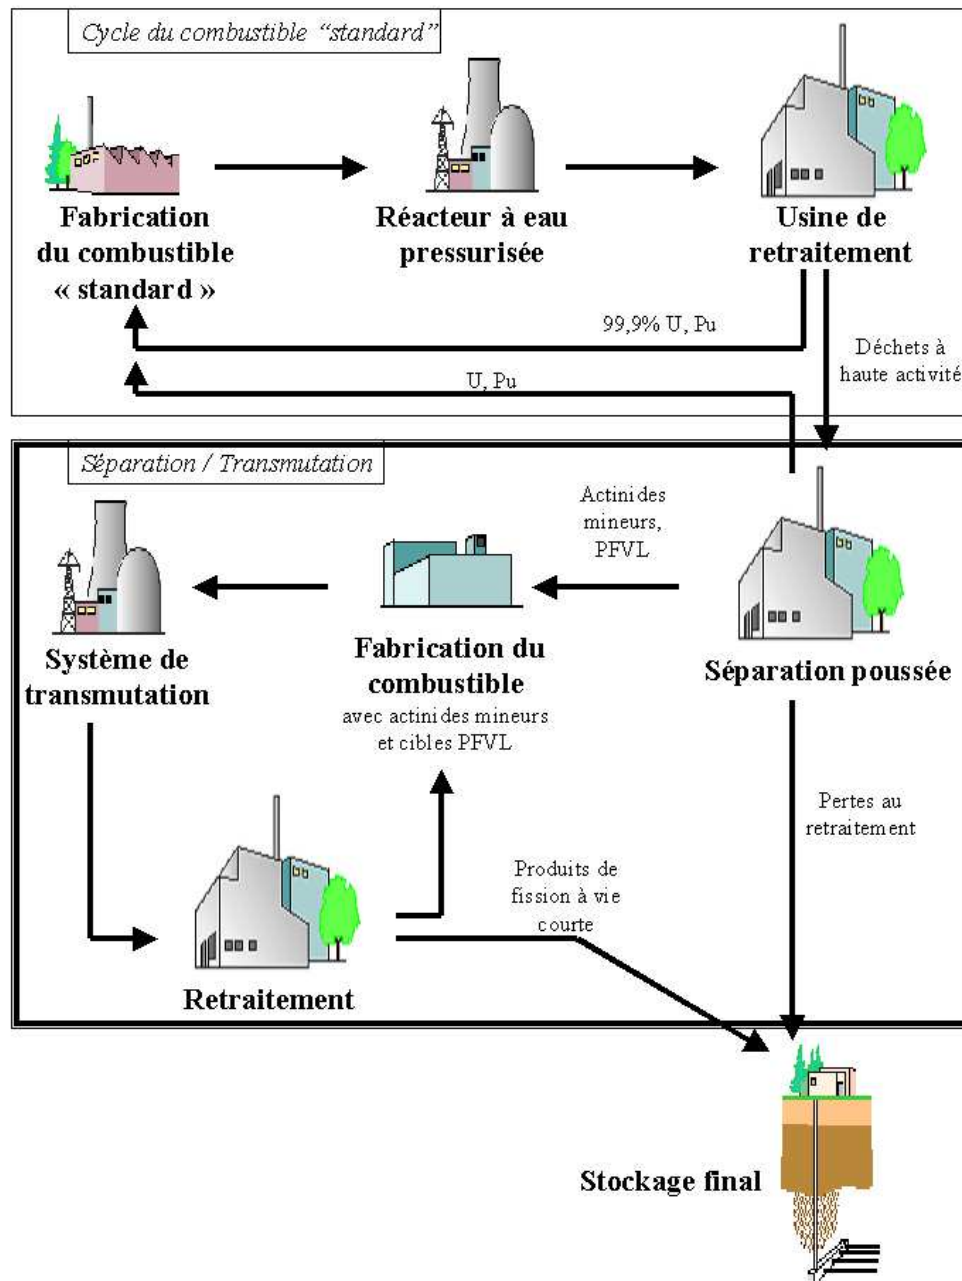 Cycle du combustible “standard”
Fabrication
du combustible
« standard »
Réacteur à eau
pressurisée
Usine de
retraitement
99,9% U, Pu
Déchets à
haute activité
U, Pu
Séparation / Transmutation
Actinides
mineurs,
PFVL
Système de
transmutation
Fabrication du
combustible
avec actinides mineurs
et cibles PFVL
Séparation poussée
Pertes au
retraitement
Produits de
fission à vie
courte
Retraitement
Stockage final